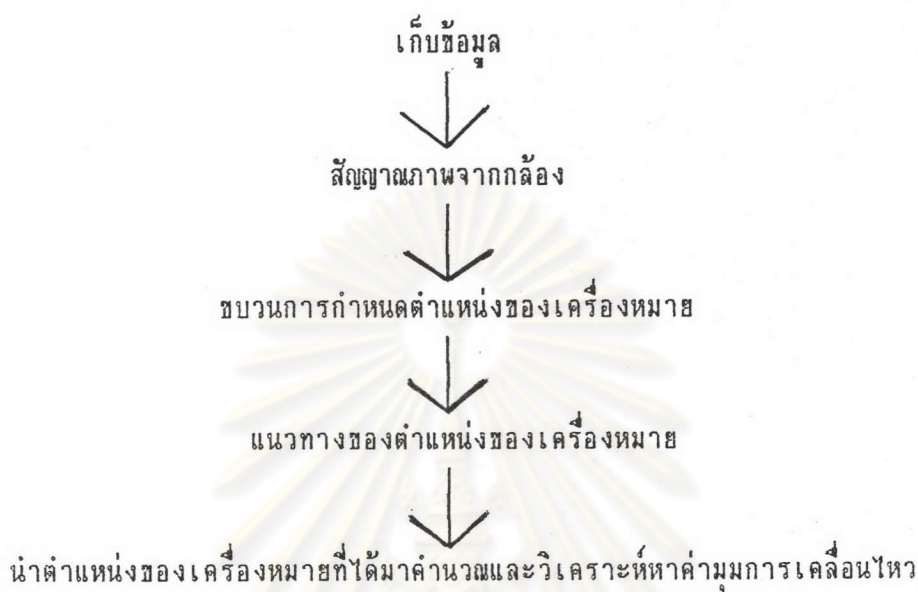 เก็บข้อมูล
สัญญาณภาพจากกล้อง
ขบวนการกำหนดตำแหน่งของเครื่องหมาย
แนวทางของตำแหน่งของเครื่องหมาย
นำตำแหน่งของเครื่องหมายที่ได้มาคำนวณและวิเคราะห์หาค่ามุมการเคลื่อนไหว